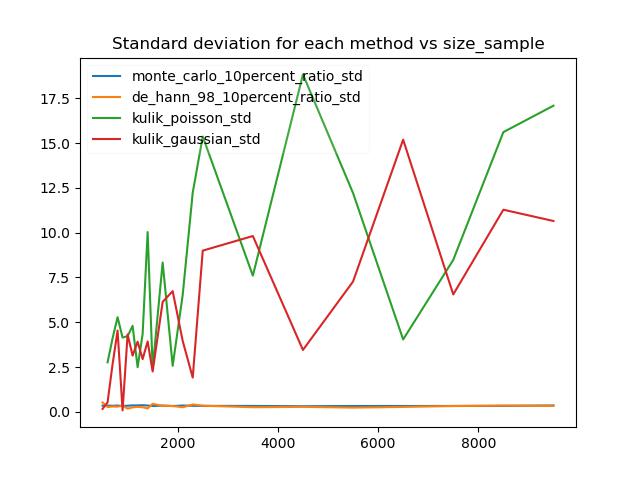 Standard deviation for each method vs size_sample
monte_carlo_10percent_ratio_std
de_hann_98_10percent_ratio_std
kulik_poisson_std
kulik_gaussian_std
17.5
15.0
12.5
10.0
7.5
5.0
2.5
0.0
2000 4000 6000 8000